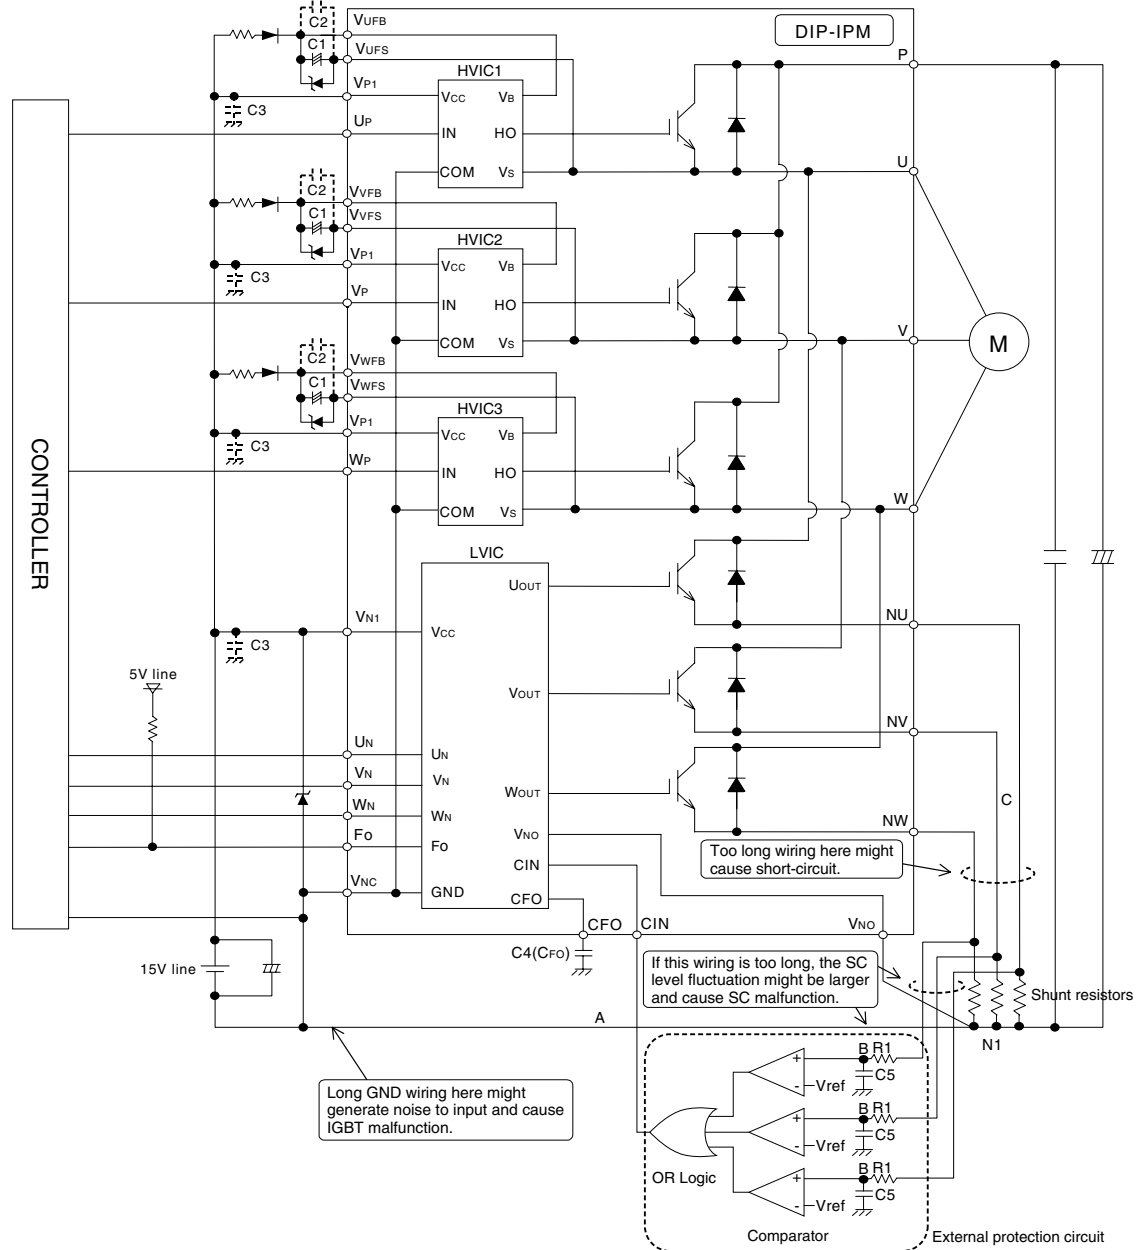 C2
VUFB
DIP-IPM
C1
VUFS
P
HVIC1
VP1
VCC
VB
C3
UP
IN
HO
U
COM
VS
C2
VVFB
C1
VVFS
HVIC2
VP1
VCC
VB
C3
VP
IN
HO
V
M
COM
VS
C2
VWFB
C1
VWFS
HVIC3
VP1
VCC
VB
C3
WP
IN
HO
W
COM
VS
CONTROLLER
LVIC
UOUT
VN1
VCC
NU
C3
5V line
VOUT
NV
UN
UN
VN
VN
WOUT
C
WN
WN
NW
VNO
Fo
Fo
Too long wiring here might
cause short-circuit.
CIN
VNC
GND
CFO
CFO
CIN
VNO
C4(CFO)
15V line
If this wiring is too long, the SC
level fluctuation might be larger
and cause SC malfunction.
Shunt resistors
A
N1
Long GND wiring here might
generate noise to input and cause
IGBT malfunction.
B R1
+
C5
-
Vref
B R1
+
C5
-
Vref
B R1
+
C5
-
Vref
OR Logic
Comparator
External protection circuit